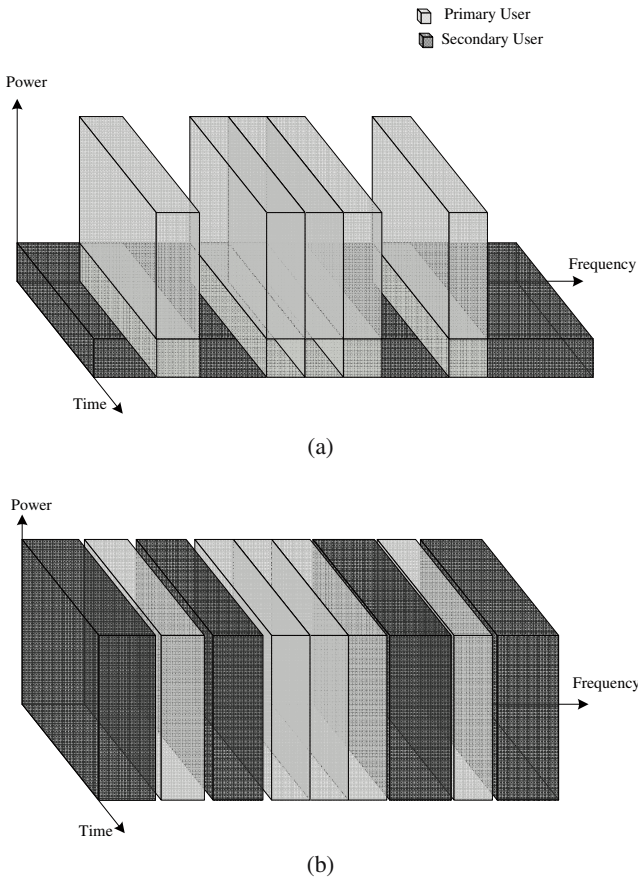 Primary User
Secondary User
Power
Frequency
Time
(a)
Power
Frequency
Time
(b)